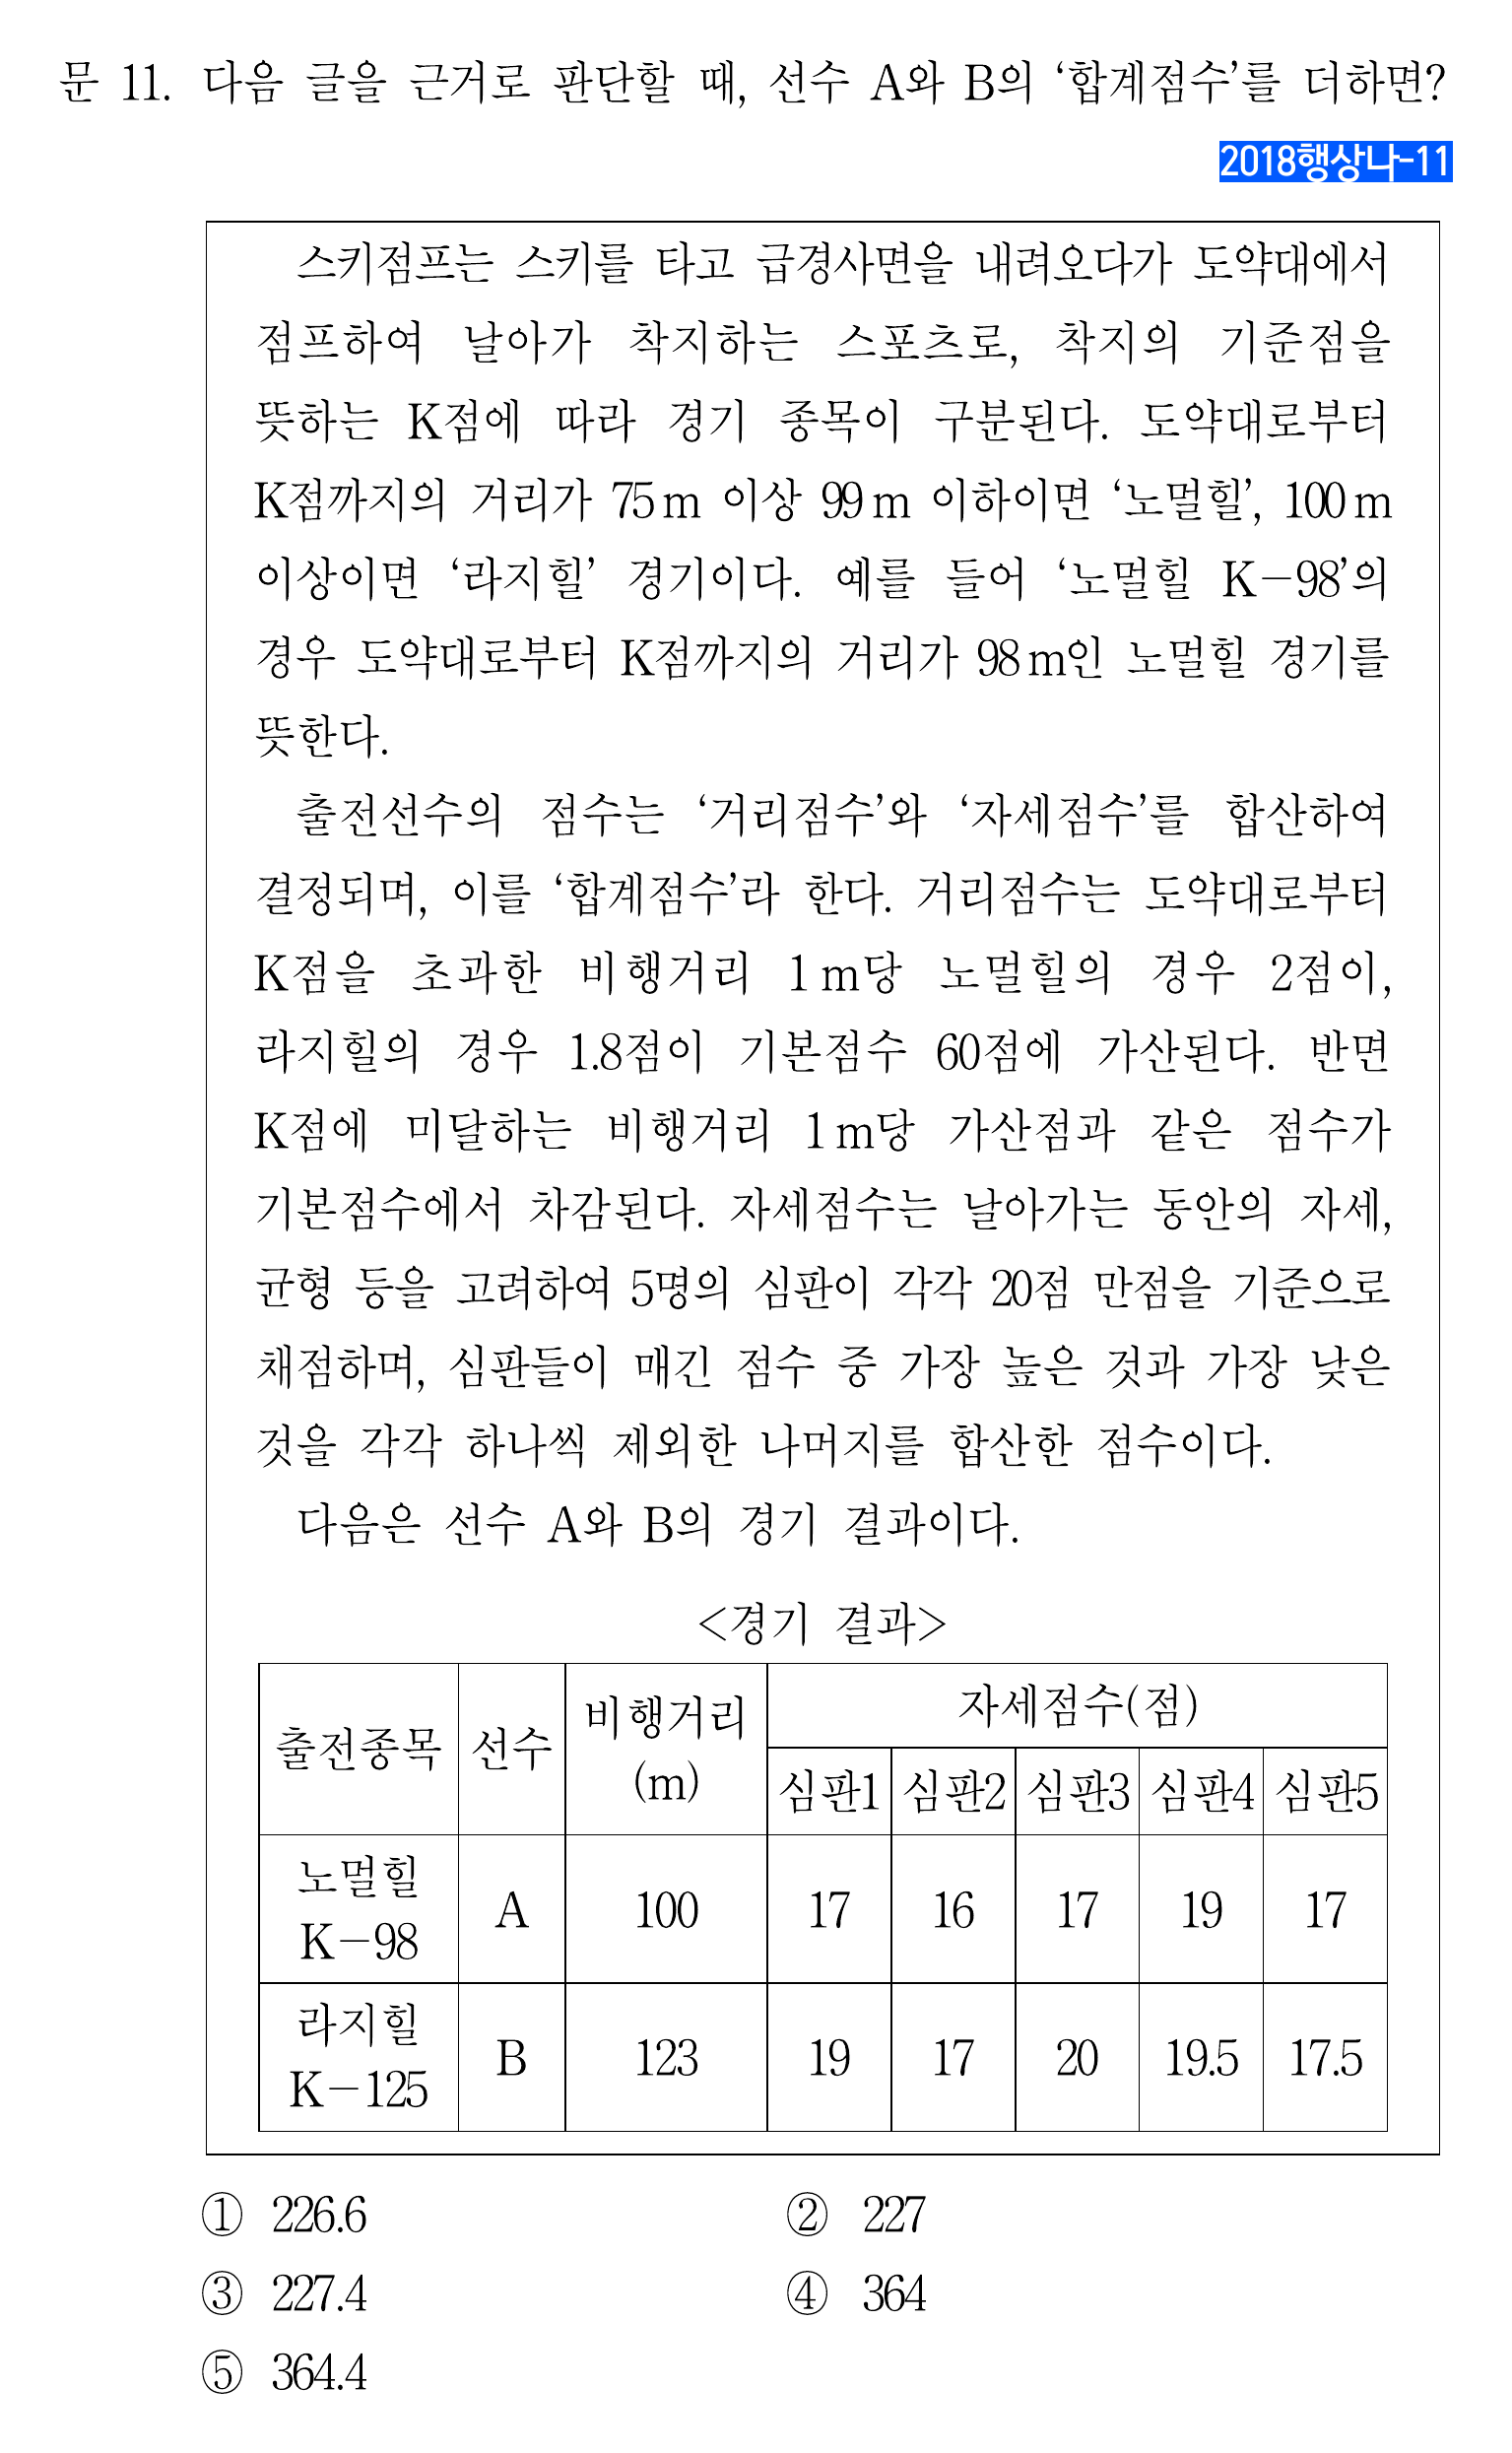 문 11. 다음 글을 근거로 판단할 때, 선수 A와 B의 ‘합계점수’를 더하면?
2018행상나-11
스키점프는 스키를 타고 급경사면을 내려오다가 도약대에서
점프하여 날아가 착지하는 스포츠로, 착지의 기준점을
뜻하는 K점에 따라 경기 종목이 구분된다. 도약대로부터
K점까지의 거리가 75m 이상 99m 이하이면 ‘노멀힐’, 100m
이상이면 ‘라지힐’ 경기이다. 예를 들어 ‘노멀힐 K-98’의
경우 도약대로부터 K점까지의 거리가 98m인 노멀힐 경기를
뜻한다.
출전선수의 점수는 ‘거리점수’와 ‘자세점수’를 합산하여
결정되며, 이를 ‘합계점수’라 한다. 거리점수는 도약대로부터
K점을 초과한 비행거리 1m당 노멀힐의 경우 2점이,
라지힐의 경우 1.8점이 기본점수 60점에 가산된다. 반면
K점에 미달하는 비행거리 1m당 가산점과 같은 점수가
기본점수에서 차감된다. 자세점수는 날아가는 동안의 자세,
균형 등을 고려하여 5명의 심판이 각각 20점 만점을 기준으로
채점하며, 심판들이 매긴 점수 중 가장 높은 것과 가장 낮은
것을 각각 하나씩 제외한 나머지를 합산한 점수이다.
다음은 선수 A와 B의 경기 결과이다.
<경기 결과>
출전종목 선수 비행거리 (m) 자세점수(점)
심판1 심판2 심판3 심판4 심판5
노멀힐 K-98 A 100 17 16 17 19 17
라지힐 K-125 B 123 19 17 20 19.5 17.5
① 226.6 ② 227
③ 227.4 ④ 364
⑤ 364.4